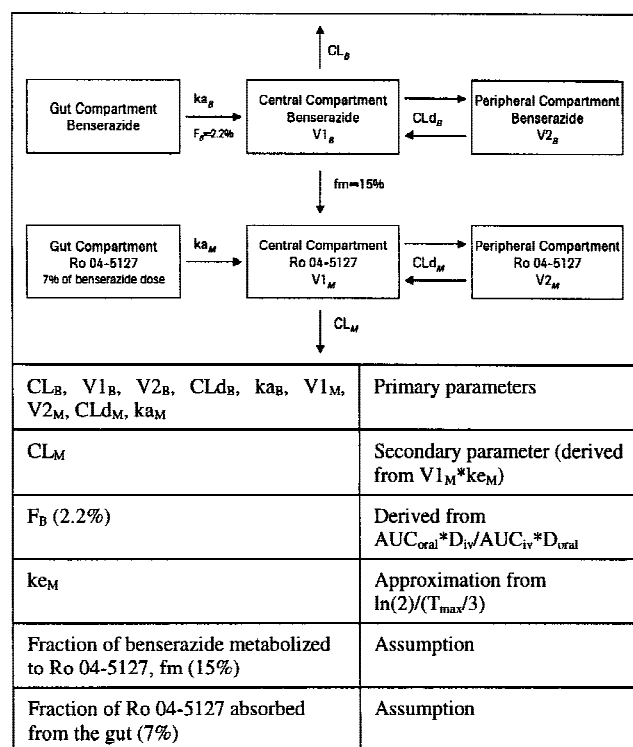 CL_B
Gut Compartment
Benserazide
ka_B
F_B=2.2%
Central Compartment
Benserazide
V1_B
CLd_B
Peripheral Compartment
Benserazide
V2_B
fm=15%
Gut Compartment
Ro 04-5127
7% of benserazide dose
ka_M
Central Compartment
Ro 04-5127
V1_M
CLd_M
Peripheral Compartment
Ro 04-5127
V2_M
CL_M
CL_B, V1_B, V2_B, CLd_B, ka_B, V1_M,
V2_M, CLd_M, ka_M
Primary parameters
CL_M
Secondary parameter (derived
from V1_M*ke_M)
F_B (2.2%)
Derived from
AUC_oral*D_iv/AUC_iv*D_oral
ke_M
Approximation from
ln(2)/(T_max/3)
Fraction of benserazide metabolized
to Ro 04-5127, fm (15%)
Assumption
Fraction of Ro 04-5127 absorbed
from the gut (7%)
Assumption